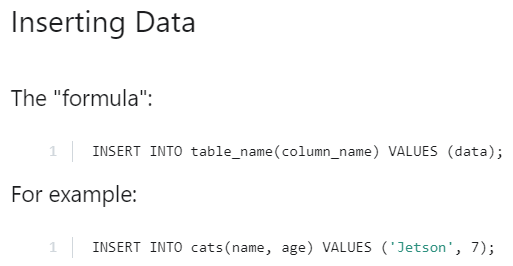 Inserting Data
The "formula":
1 INSERT INTO table_name(column_name) VALUES (data);
For example:
1 INSERT INTO cats(name, age) VALUES ('Jetson', 7);